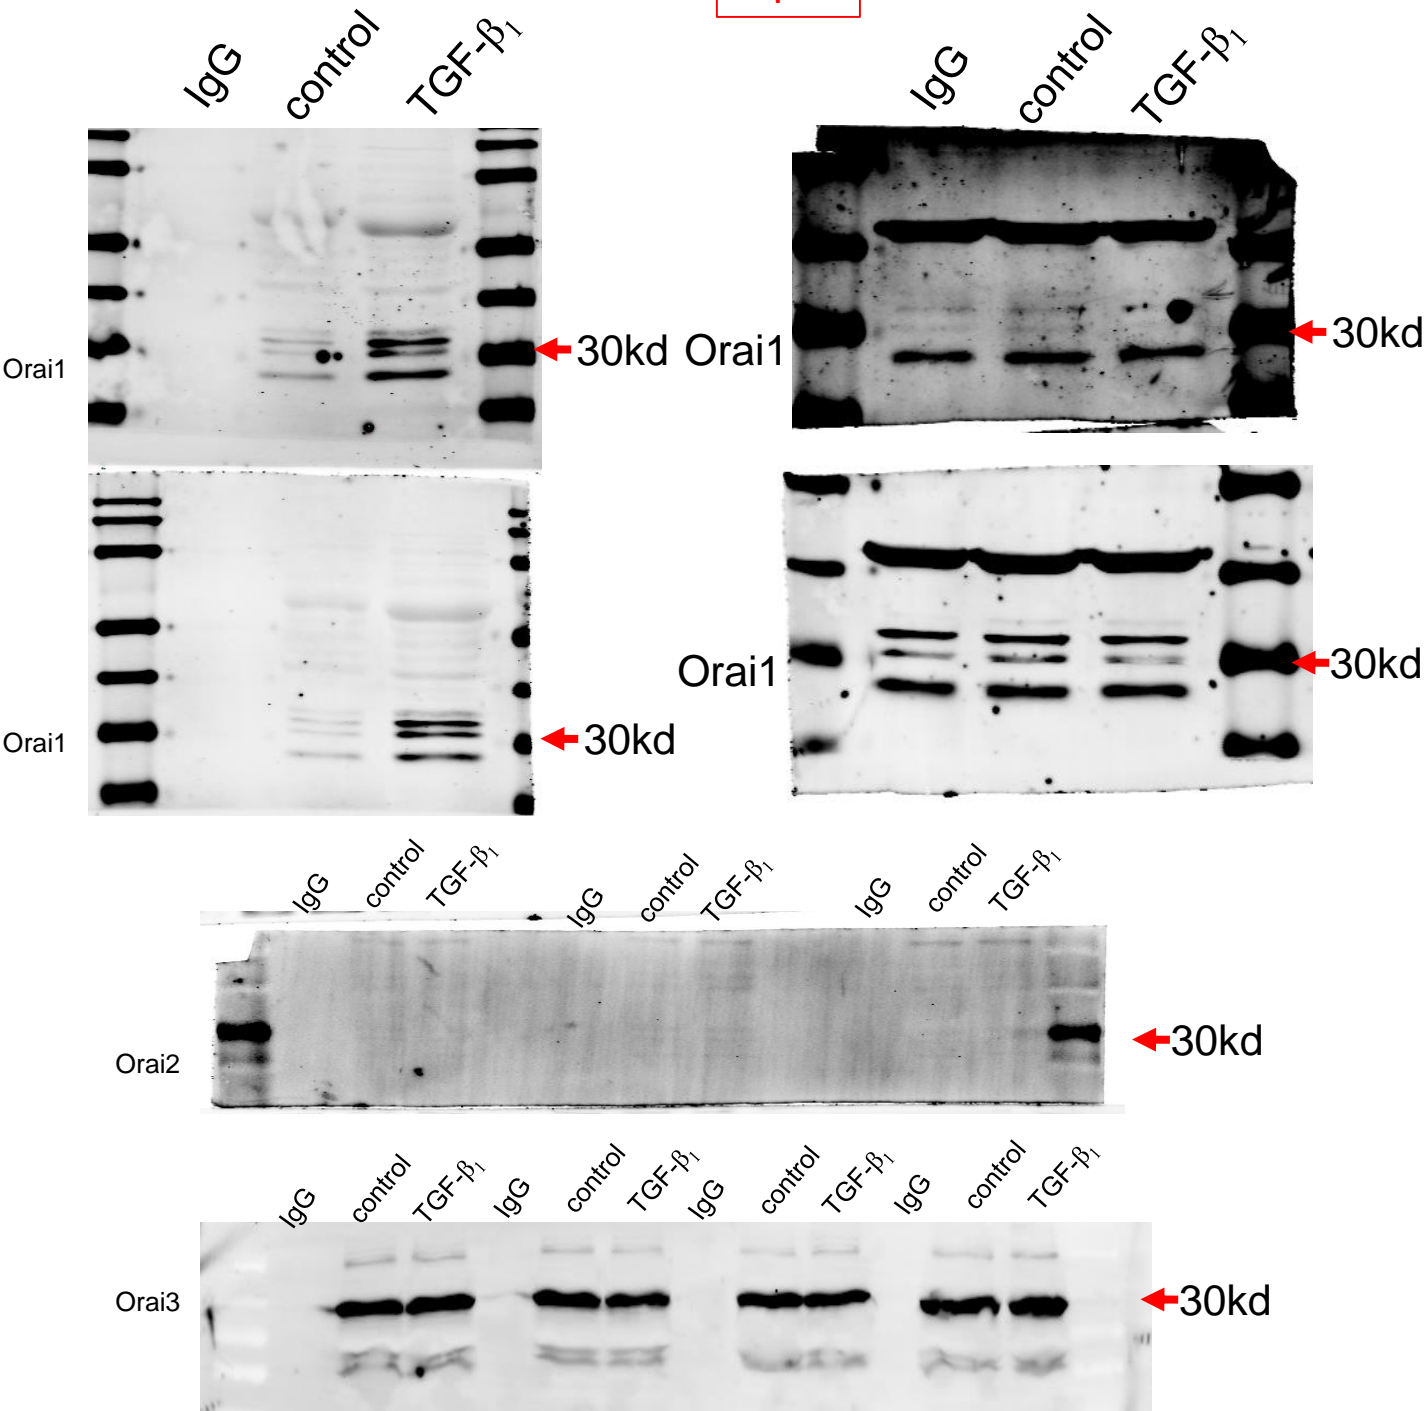 IgG control TGF-β1
IgG control TGF-β1
Orai1
30kd
Orai1
30kd
Orai1
30kd
Orai1
30kd
IgG control TGF-β1 IgG control TGF-β1 IgG control TGF-β1
Orai2
30kd
IgG control TGF-β1 IgG control TGF-β1 IgG control TGF-β1 IgG control TGF-β1
Orai3
30kd